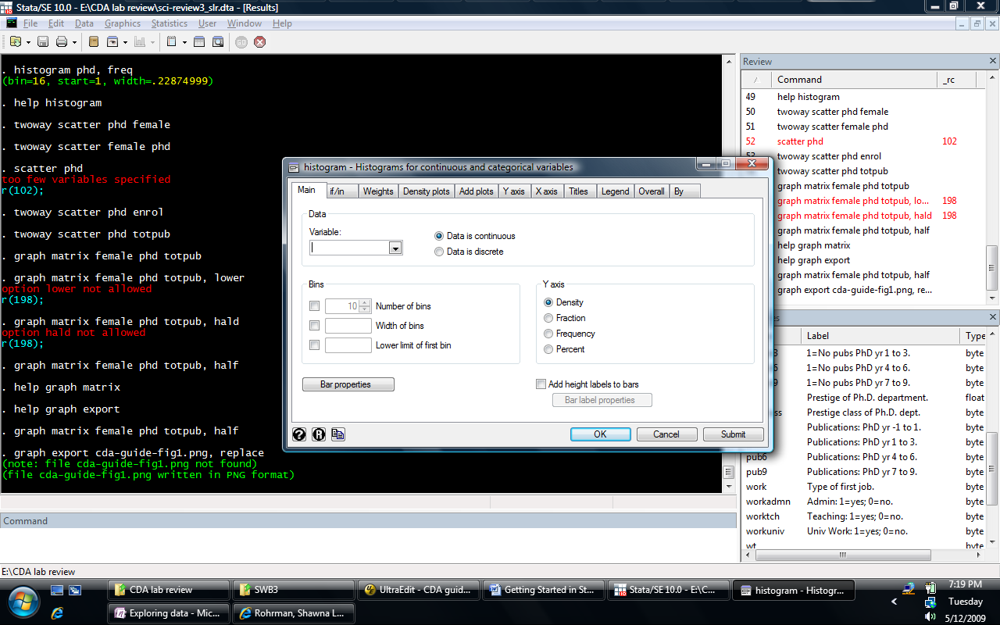 Stata/SE 10.0 - E:\CDA lab review\sci-review3_slr.dta - [Results]
File Edit Data Graphics Statistics User Window Help
. histogram phd, freq
(bin=16, start=1, width=.22874999)
. help histogram
. twoway scatter phd female
. twoway scatter female phd
. scatter phd
too few variables specified
r(102);
. twoway scatter phd enrol
. twoway scatter phd totpub
. graph matrix female phd totpub
. graph matrix female phd totpub, lower
option lower not allowed
r(198);
. graph matrix female phd totpub, hald
option hald not allowed
r(198);
. graph matrix female phd totpub, half
. help graph matrix
. help graph export
. graph matrix female phd totpub, half
. graph export cda-guide-fig1.png, replace
(note: file cda-guide-fig1.png not found)
(file cda-guide-fig1.png written in PNG format)
Command
E:\CDA lab review
histogram - Histograms for continuous and categorical variables
Main if/in Weights Density plots Add plots Y axis X axis Titles Legend Overall By
Data
Variable:
Data is continuous
Data is discrete
Bins
10 Number of bins
Width of bins
Lower limit of first bin
Y axis
Density
Fraction
Frequency
Percent
Bar properties
Add height labels to bars
Bar label properties
OK Cancel Submit
Review
Command _rc
49 help histogram
50 twoway scatter phd female
51 twoway scatter female phd
52 scatter phd 102
53 twoway scatter phd enrol
twoway scatter phd totpub
graph matrix female phd totpub
graph matrix female phd totpub, lo... 198
graph matrix female phd totpub, hald 198
graph matrix female phd totpub, half
help graph matrix
help graph export
graph matrix female phd totpub, half
graph export cda-guide-fig1.png, re...
Label Type
1=No pubs PhD yr 1 to 3. byte
1=No pubs PhD yr 4 to 6. byte
1=No pubs PhD yr 7 to 9. byte
Prestige of Ph.D. department. float
Prestige class of Ph.D. dept. byte
Publications: PhD yr -1 to 1. byte
Publications: PhD yr 1 to 3. byte
pub6 Publications: PhD yr 4 to 6. byte
pub9 Publications: PhD yr 7 to 9. byte
work Type of first job. byte
workadmn Admin: 1=yes; 0=no. byte
worktch Teaching: 1=yes; 0=no. byte
workuniv Univ Work: 1=yes; 0=no. byte
wt byte
CDA lab review SWB3 UltraEdit - CDA guid... Getting Started in St... Stata/SE 10.0 - E:\C... histogram - Histogr...
Exploring data - Mic... Rohrman, Shawna L...
7:19 PM
Tuesday
5/12/2009